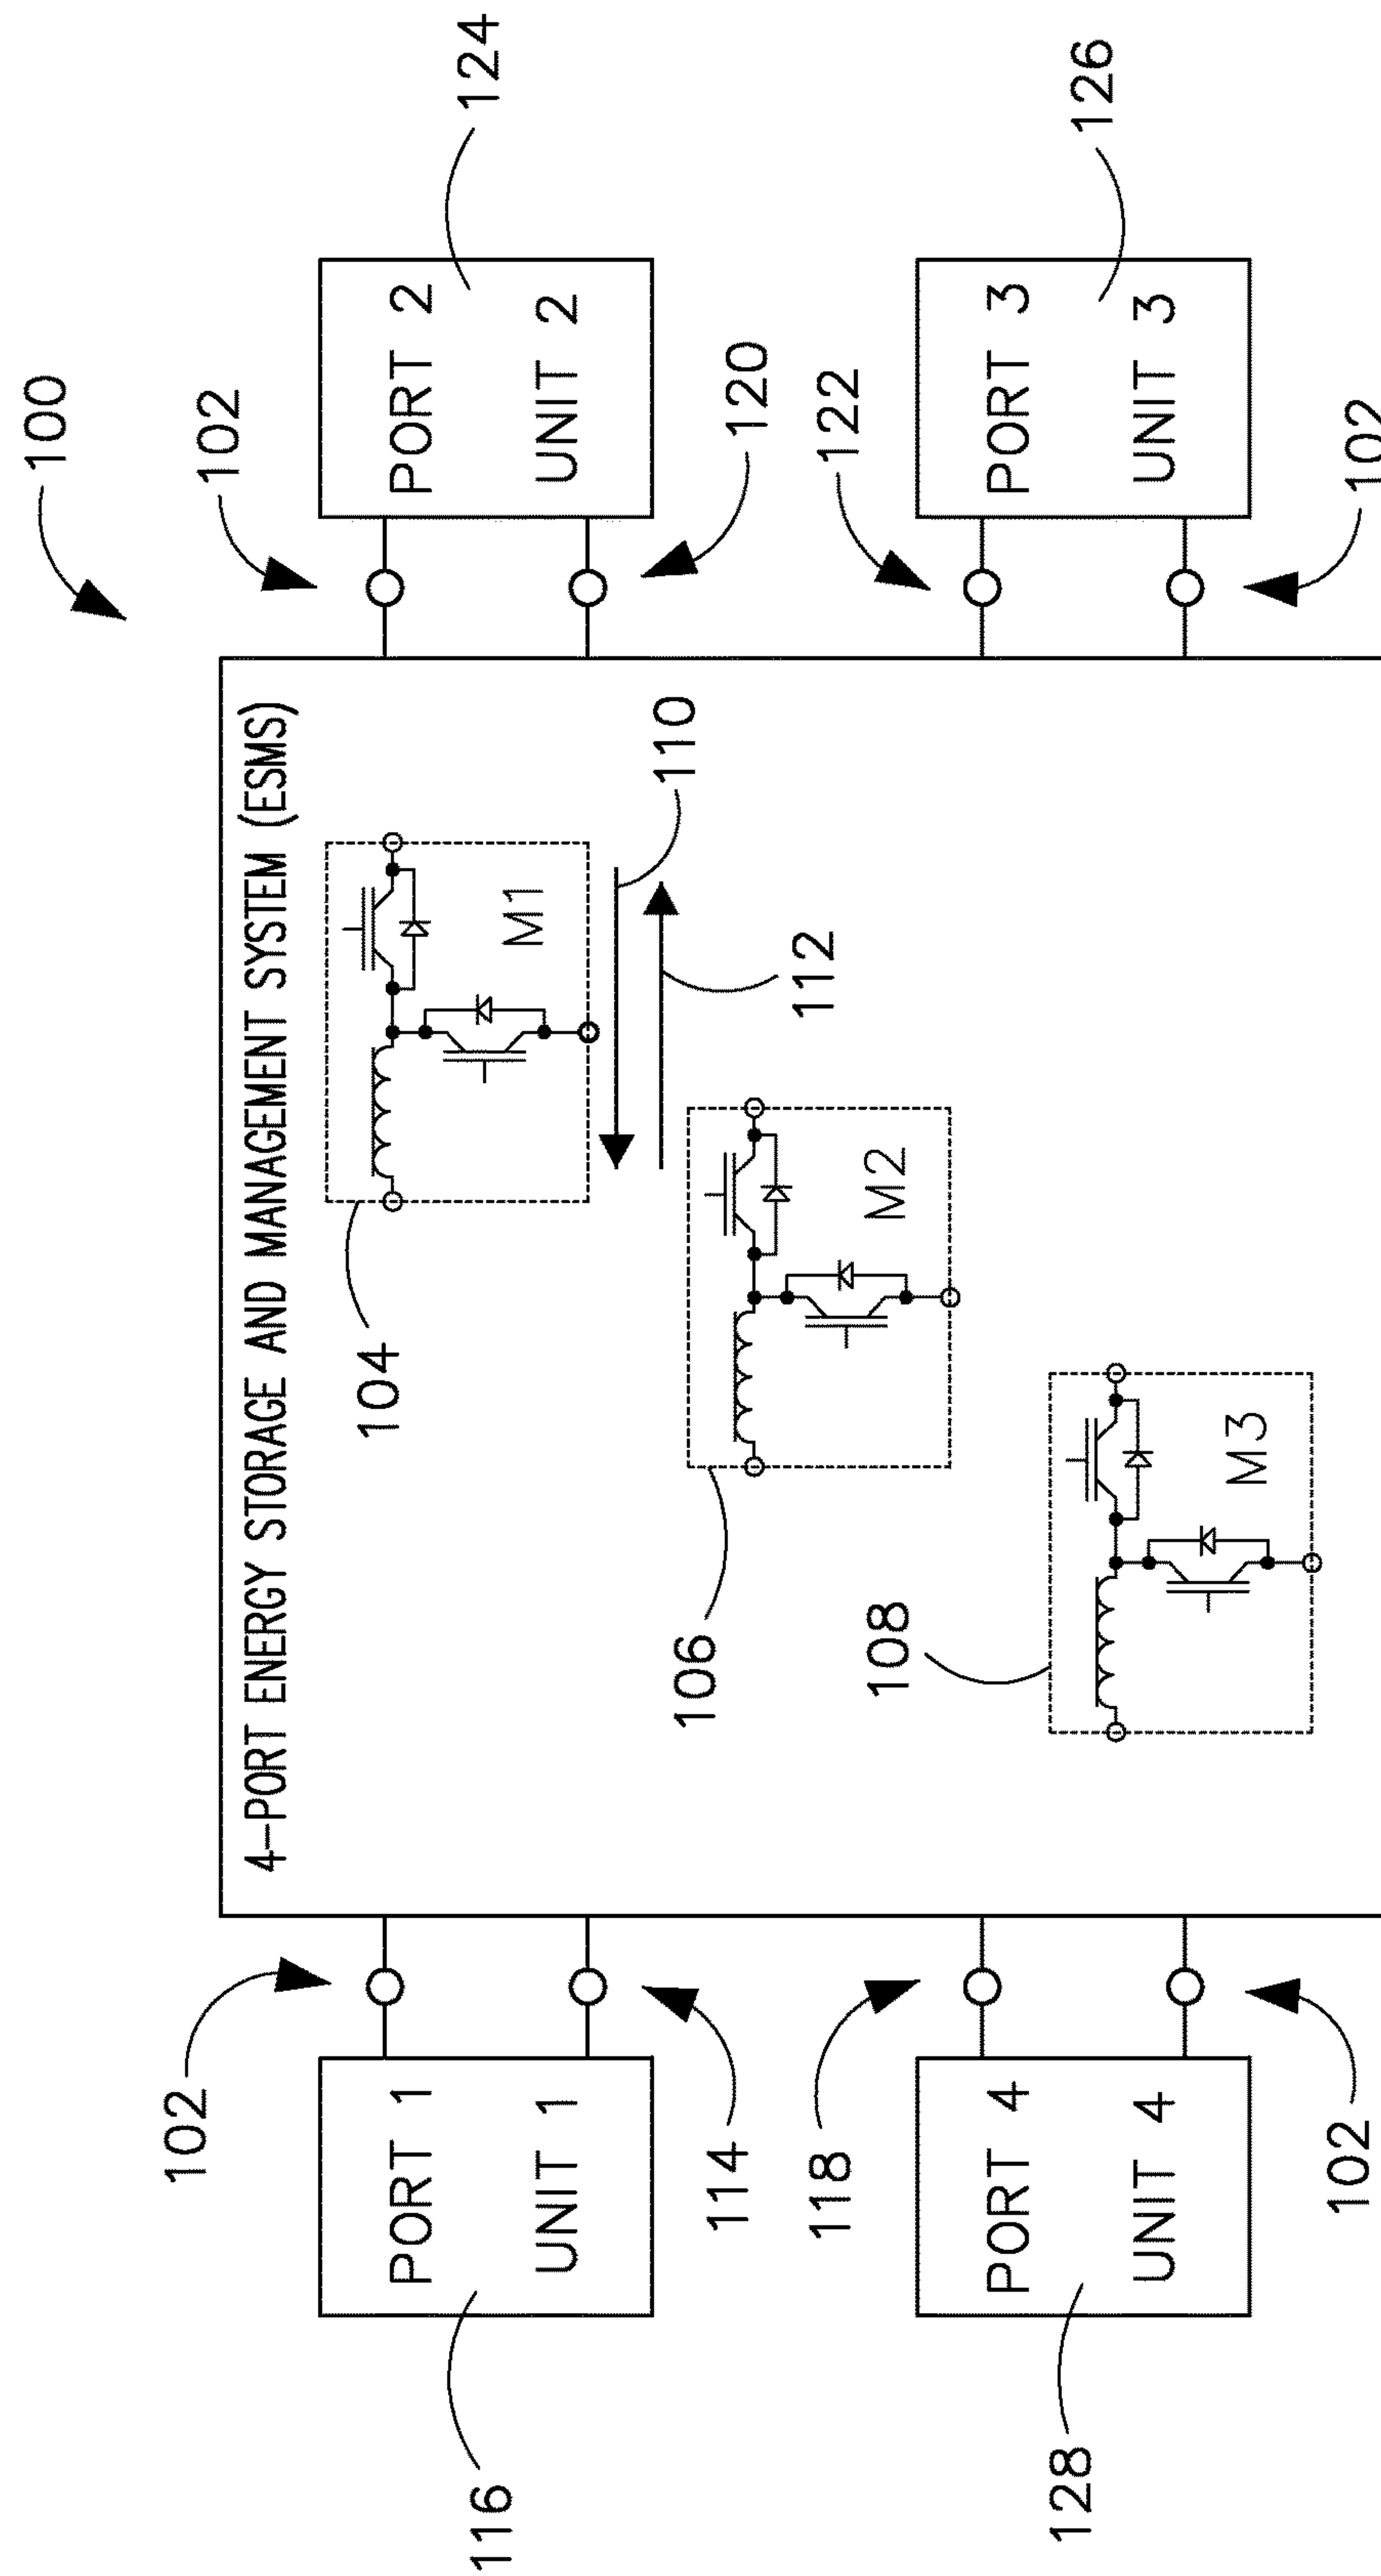 100
102
102
4-PORT ENERGY STORAGE AND MANAGEMENT SYSTEM (ESMS)
104
PORT 1
PORT 2
124
116
M1
UNIT 1
UNIT 2
110
106
114
120
112
118
122
M2
108
PORT 4
PORT 3
128
126
UNIT 4
UNIT 3
M3
102
102